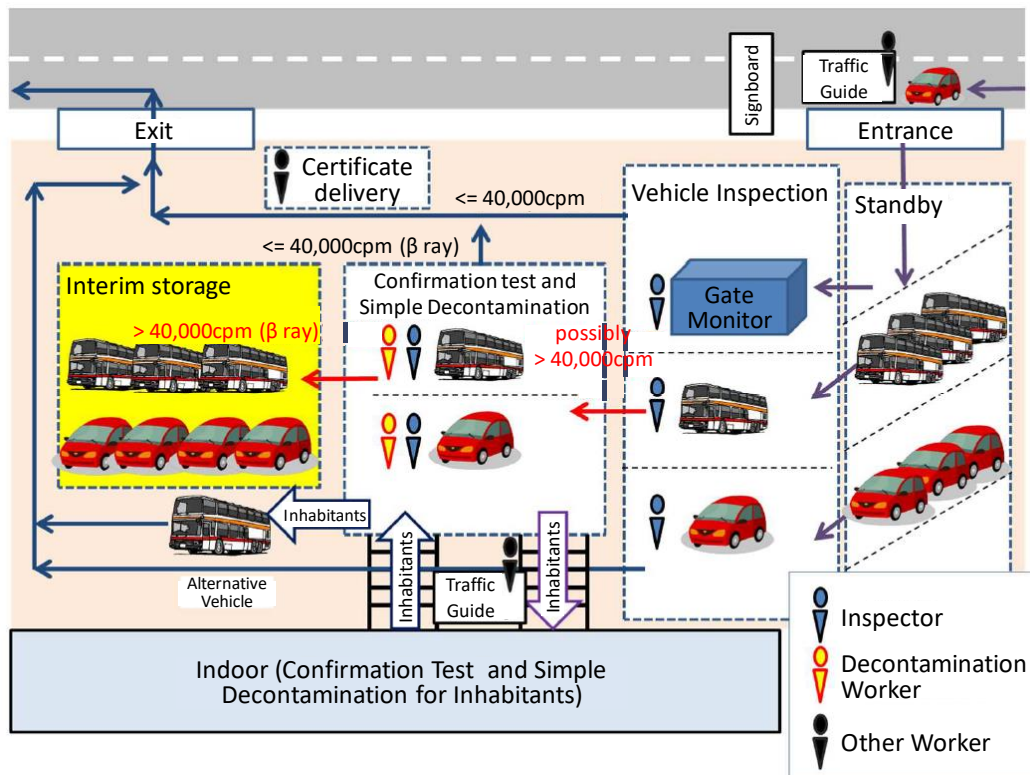 Signboard
Traffic
Guide
Exit
Entrance
Certificate
delivery
<= 40,000cpm
Vehicle Inspection
Standby
<= 40,000cpm (β ray)
Interim storage
Confirmation test and
Simple Decontamination
Gate
Monitor
> 40,000cpm (β ray)
possibly
> 40,000cpm
Inhabitants
Alternative
Vehicle
Inhabitants
Traffic
Guide
Inhabitants
Indoor (Confirmation Test and Simple
Decontamination for Inhabitants)
Inspector
Decontamination
Worker
Other Worker